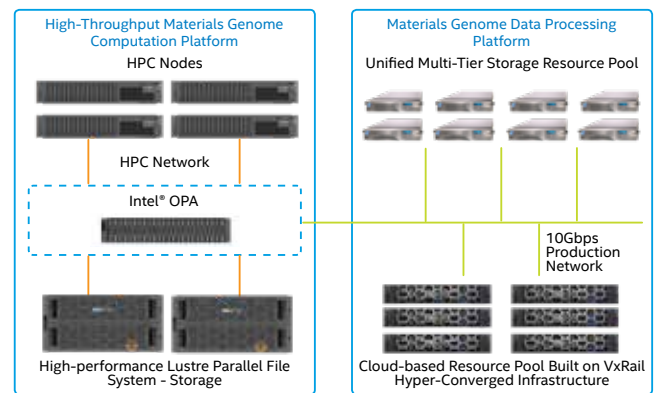 High-Throughput Materials Genome
Computation Platform
HPC Nodes
HPC Network
Intel® OPA
High-performance Lustre Parallel File
System - Storage
Materials Genome Data Processing
Platform
Unified Multi-Tier Storage Resource Pool
10Gbps
Production
Network
Cloud-based Resource Pool Built on VxRail
Hyper-Converged Infrastructure